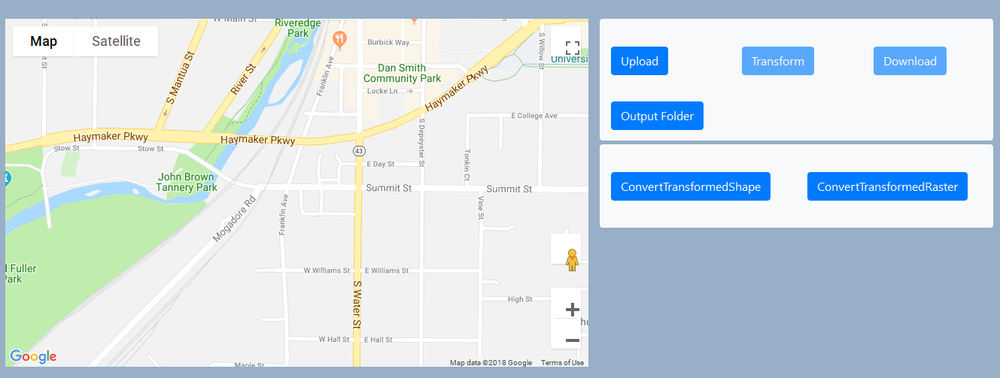 W Main St
Riveredge
Park
Map
Satellite
S Mantua St
River St
Franklin Ave
Burbick Way
Dan Smith
Community Park
Locke Ln
Haymaker Pkwy
S Willow St
Universi
E College Ave
Haymaker Pkwy
Haymaker Pkwy
Stow St
Stow St
43
S Depeyster St
Tonkin Ct
E Day St
John Brown
Tannery Park
Summit St
Summit St
Mogadore Rd
Franklin Ave
Vine St
d Fuller
Park
W Williams St
E Williams St
S Water St
High St
he
W Hall St
E Hall St
Maple St
Google
Map data ©2018 Google
Terms of Use
Upload
Transform
Download
Output Folder
ConvertTransformedShape
ConvertTransformedRaster